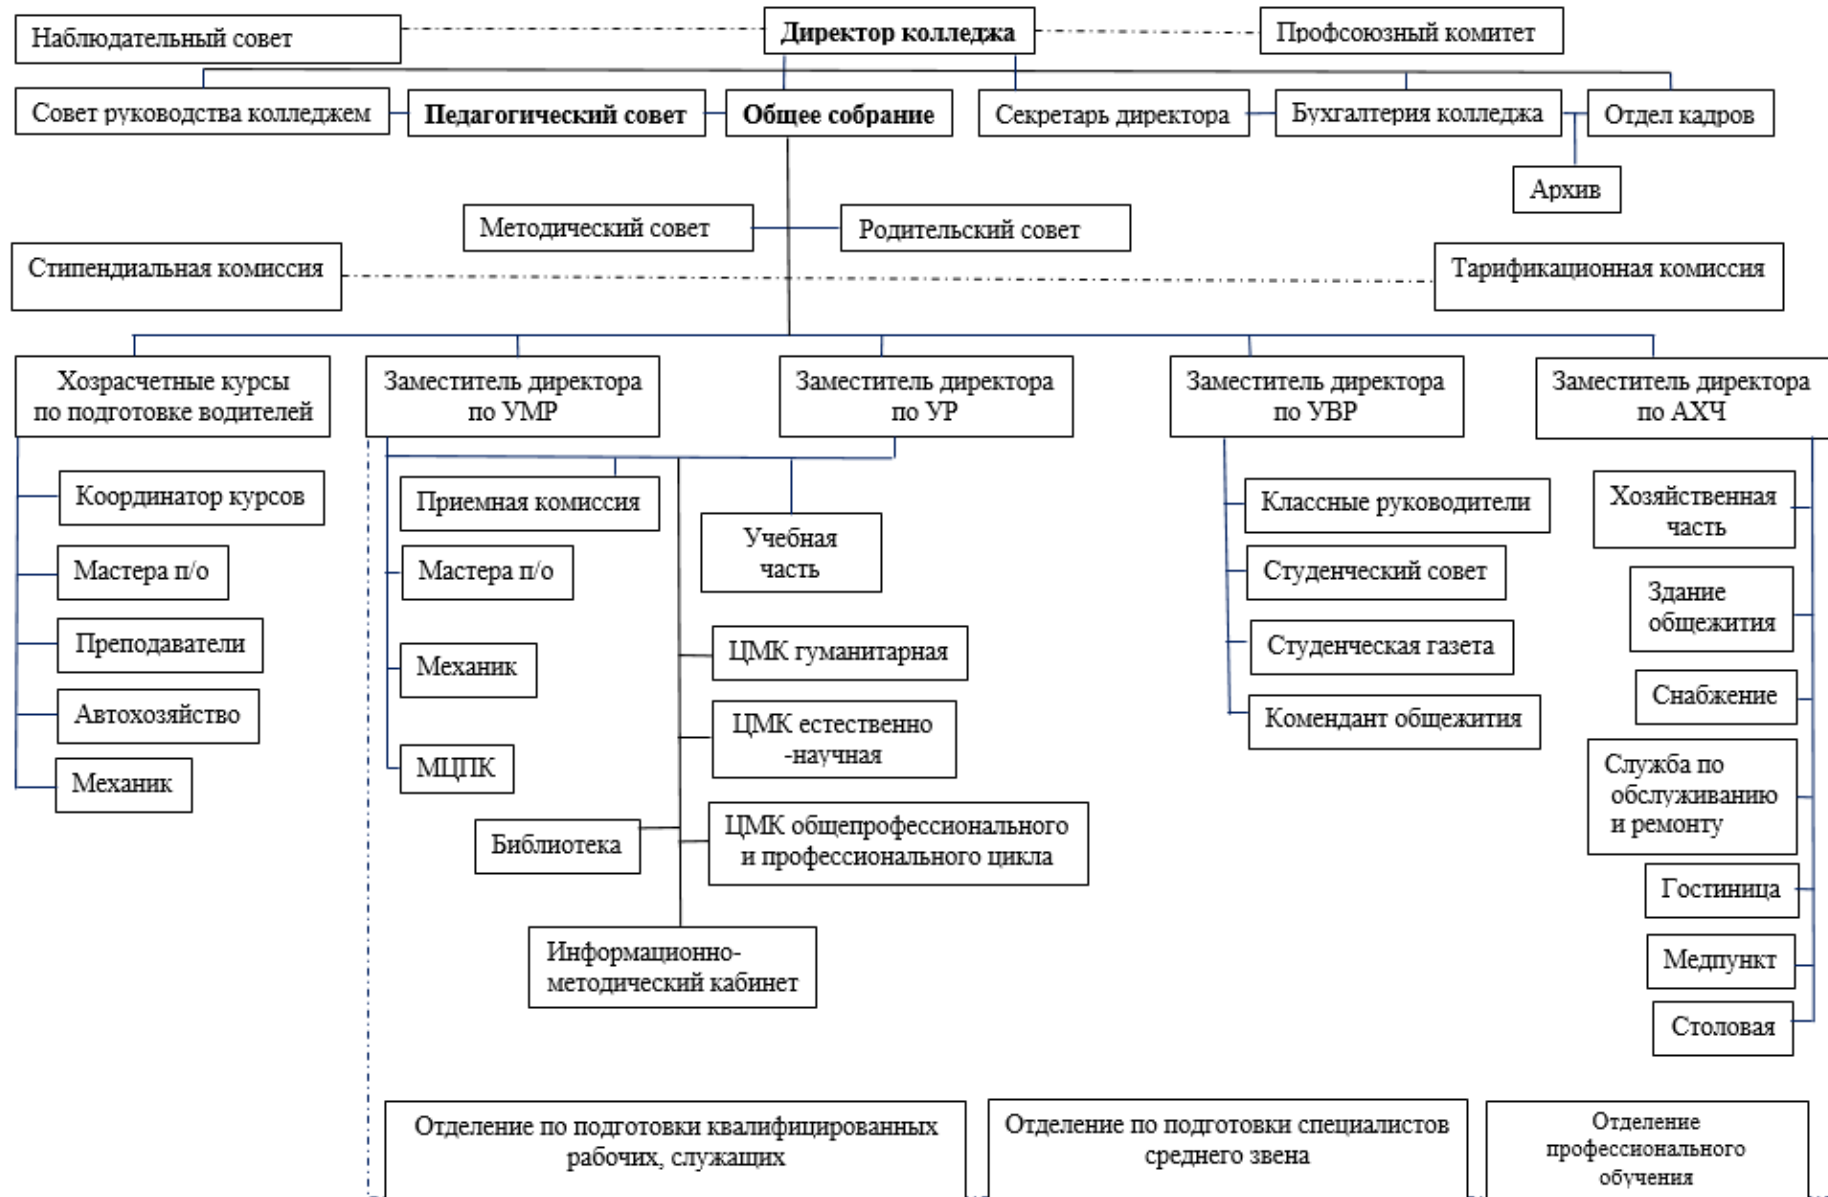 Наблюдательный совет
Директор колледжа
Профсоюзный комитет
Совет руководства колледжем
Педагогический совет
Общее собрание
Секретарь директора
Бухгалтерия колледжа
Отдел кадров
Архив
Методический совет
Родительский совет
Стипендиальная комиссия
Тарификационная комиссия
Хозрасчетные курсы
по подготовке водителей
Заместитель директора
по УМР
Заместитель директора
по УР
Заместитель директора
по УВР
Заместитель директора
по АХЧ
Координатор курсов
Мастера п/о
Преподаватели
Автохозяйство
Механик
Приемная комиссия
Мастера п/о
Механик
МЦПК
Учебная
часть
ЦМК гуманитарная
ЦМК естественно
-научная
ЦМК общепрофессионального
и профессионального цикла
Библиотека
Информационно-
методический кабинет
Классные руководители
Студенческий совет
Студенческая газета
Комендант общежития
Хозяйственная
часть
Здание
общежития
Снабжение
Служба по
обслуживанию
и ремонту
Гостиница
Медпункт
Столовая
Отделение по подготовки квалифицированных
рабочих, служащих
Отделение по подготовки специалистов
среднего звена
Отделение
профессионального
обучения